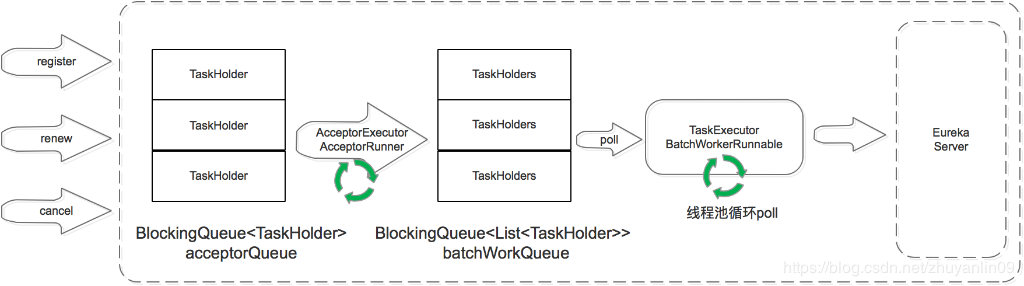 register
renew
cancel
TaskHolder
TaskHolder
TaskHolder
BlockingQueue<TaskHolder>
acceptorQueue
AcceptorExecutor
AcceptorRunner
TaskHolders
TaskHolders
TaskHolders
BlockingQueue<List<TaskHolder>>
batchWorkQueue
poll
TaskExecutor
BatchWorkerRunnable
线程池循环poll
Eureka
Server
https://blog.csdn.net/zhuyanlin09